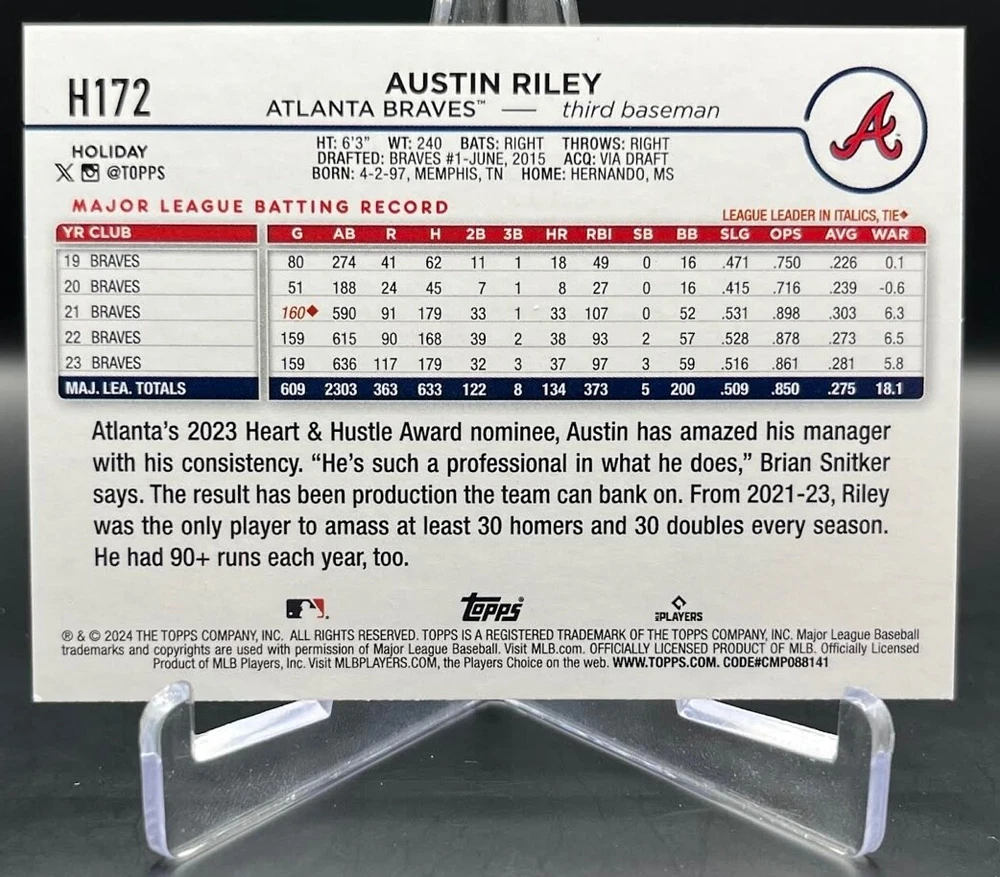 H172
AUSTIN RILEY
ATLANTA BRAVES™ — third baseman
A
HOLIDAY
X @TOPPS
HT: 6'3" WT: 240 BATS: RIGHT THROWS: RIGHT
DRAFTED: BRAVES #1-JUNE, 2015 ACQ: VIA DRAFT
BORN: 4-2-97, MEMPHIS, TN HOME: HERNANDO, MS
MAJOR LEAGUE BATTING RECORD
LEAGUE LEADER IN ITALICS, TIE◆
YR CLUB G AB R H 2B 3B HR RBI SB BB SLG OPS AVG WAR
19 BRAVES 80 274 41 62 11 1 18 49 0 16 .471 .750 .226 0.1
20 BRAVES 51 188 24 45 7 1 8 27 0 16 .415 .716 .239 -0.6
21 BRAVES 160◆ 590 91 179 33 1 33 107 0 52 .531 .898 .303 6.3
22 BRAVES 159 615 90 168 39 2 38 93 2 57 .528 .878 .273 6.5
23 BRAVES 159 636 117 179 32 3 37 97 3 59 .516 .861 .281 5.8
MAJ. LEA. TOTALS 609 2303 363 633 122 8 134 373 5 200 .509 .850 .275 18.1
Atlanta's 2023 Heart & Hustle Award nominee, Austin has amazed his manager
with his consistency. “He's such a professional in what he does,” Brian Snitker
says. The result has been production the team can bank on. From 2021-23, Riley
was the only player to amass at least 30 homers and 30 doubles every season.
He had 90+ runs each year, too.
Topps® MLB PLAYERS
® & © 2024 THE TOPPS COMPANY, INC. ALL RIGHTS RESERVED. TOPPS IS A REGISTERED TRADEMARK OF THE TOPPS COMPANY, INC. Major League Baseball
trademarks and copyrights are used with permission of Major League Baseball. Visit MLB.com. OFFICIALLY LICENSED PRODUCT OF MLB. Officially Licensed
Product of MLB Players, Inc. Visit MLBPLAYERS.COM, the Players Choice on the web. WWW.TOPPS.COM. CODE#CMP088141